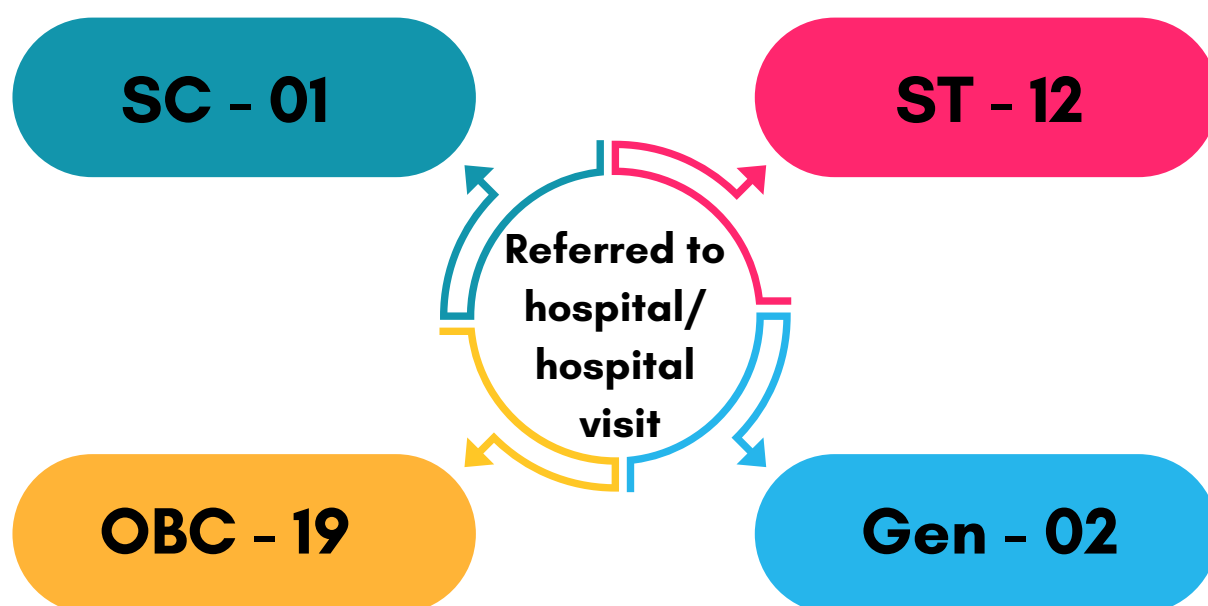 SC - 01
ST - 12
Referred to
hospital/
hospital
visit
OBC - 19
Gen - 02